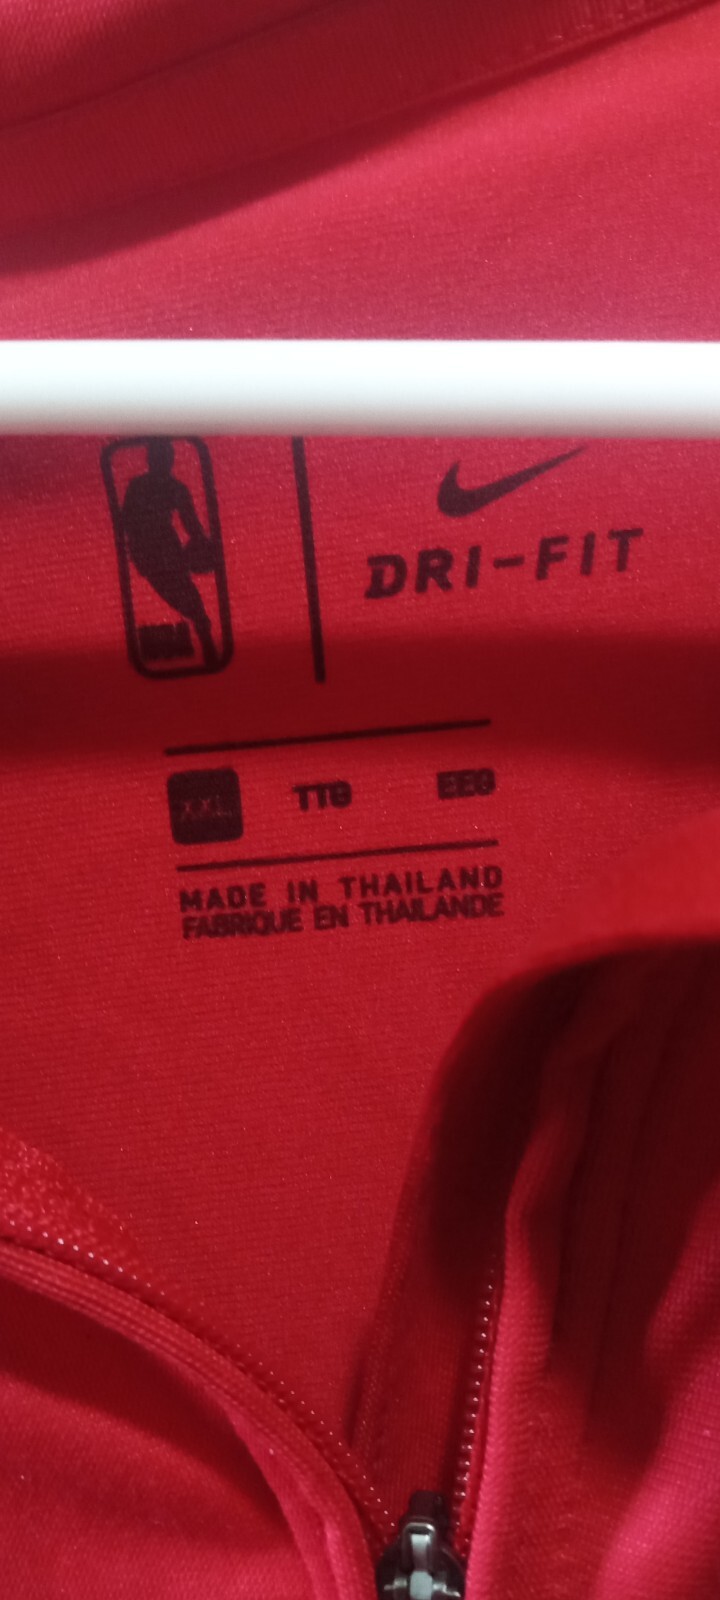 DRI-FIT
XXL TTG EEG
MADE IN THAILAND
FABRIQUE EN THAILANDE